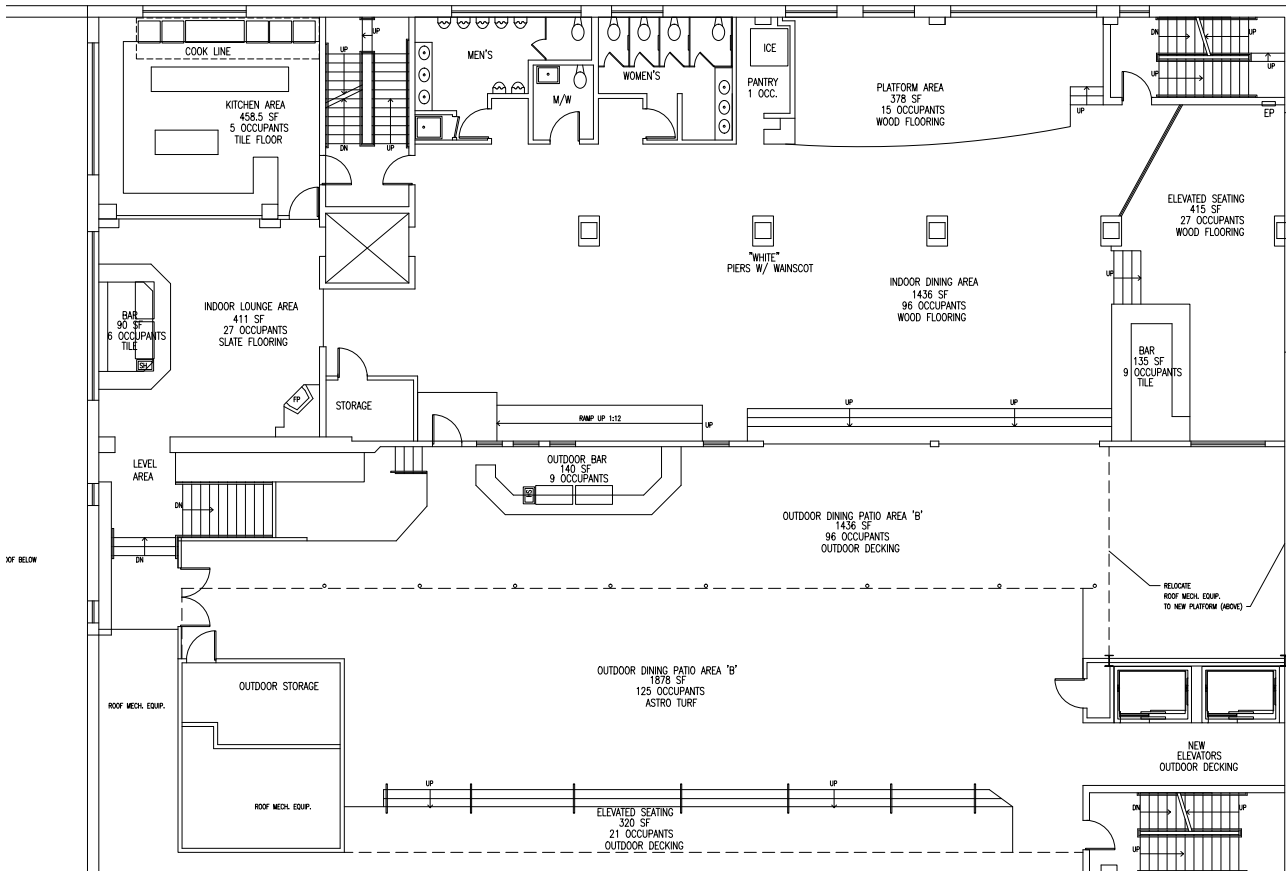 COOK LINE
KITCHEN AREA
458.5 SF
5 OCCUPANTS
TILE FLOOR
UP
UP
DN
UP
MEN'S
M/W
WOMEN'S
ICE
PANTRY
1 OCC.
PLATFORM AREA
378 SF
15 OCCUPANTS
WOOD FLOORING
UP
DN
UP
UP
EP
ELEVATED SEATING
415 SF
27 OCCUPANTS
WOOD FLOORING
"WHITE"
PIERS W/ WAINSCOT
INDOOR DINING AREA
1436 SF
96 OCCUPANTS
WOOD FLOORING
UP
INDOOR LOUNGE AREA
411 SF
27 OCCUPANTS
SLATE FLOORING
BAR
90 SF
6 OCCUPANTS
TILE
FP
STORAGE
RAMP UP 1:12
UP
UP
UP
BAR
135 SF
9 OCCUPANTS
TILE
LEVEL
AREA
DN
DN
OUTDOOR BAR
140 SF
9 OCCUPANTS
OUTDOOR DINING PATIO AREA 'B'
1436 SF
96 OCCUPANTS
OUTDOOR DECKING
OOF BELOW
RELOCATE
ROOF MECH. EQUIP.
TO NEW PLATFORM (ABOVE)
OUTDOOR DINING PATIO AREA 'B'
1878 SF
125 OCCUPANTS
ASTRO TURF
OUTDOOR STORAGE
ROOF MECH. EQUIP.
ROOF MECH. EQUIP.
NEW
ELEVATORS
OUTDOOR DECKING
UP
UP
ELEVATED SEATING
320 SF
21 OCCUPANTS
OUTDOOR DECKING
DN
UP
UP